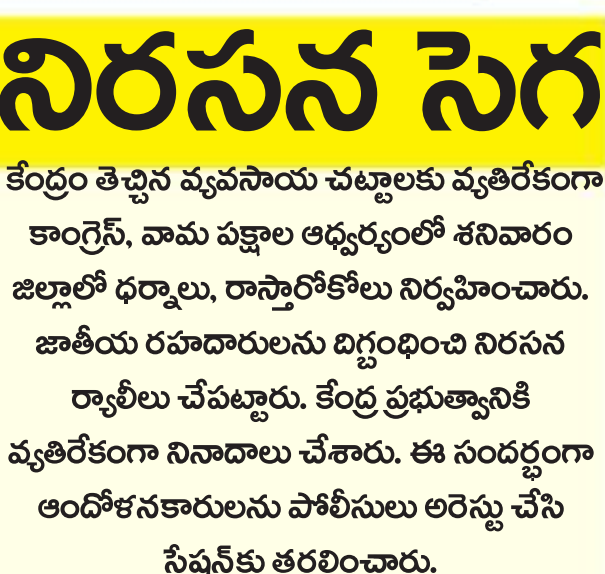 నిరసన సెగ
కేంద్రం తెచ్చిన వ్యవసాయ చట్టాలకు వ్యతిరేకంగా
కాంగ్రెస్, వామ పక్షాల ఆధ్వర్యంలో శనివారం
జిల్లాలో ధర్నాలు, రాస్తారోకోలు నిర్వహించారు.
జాతీయ రహదారులను దిగ్బంధించి నిరసన
ర్యాలీలు చేపట్టారు. కేంద్ర ప్రభుత్వానికి
వ్యతిరేకంగా నినాదాలు చేశారు. ఈ సందర్భంగా
ఆందోళనకారులను పోలీసులు అరెస్టు చేసి
స్టేషన్‌కు తరలించారు.